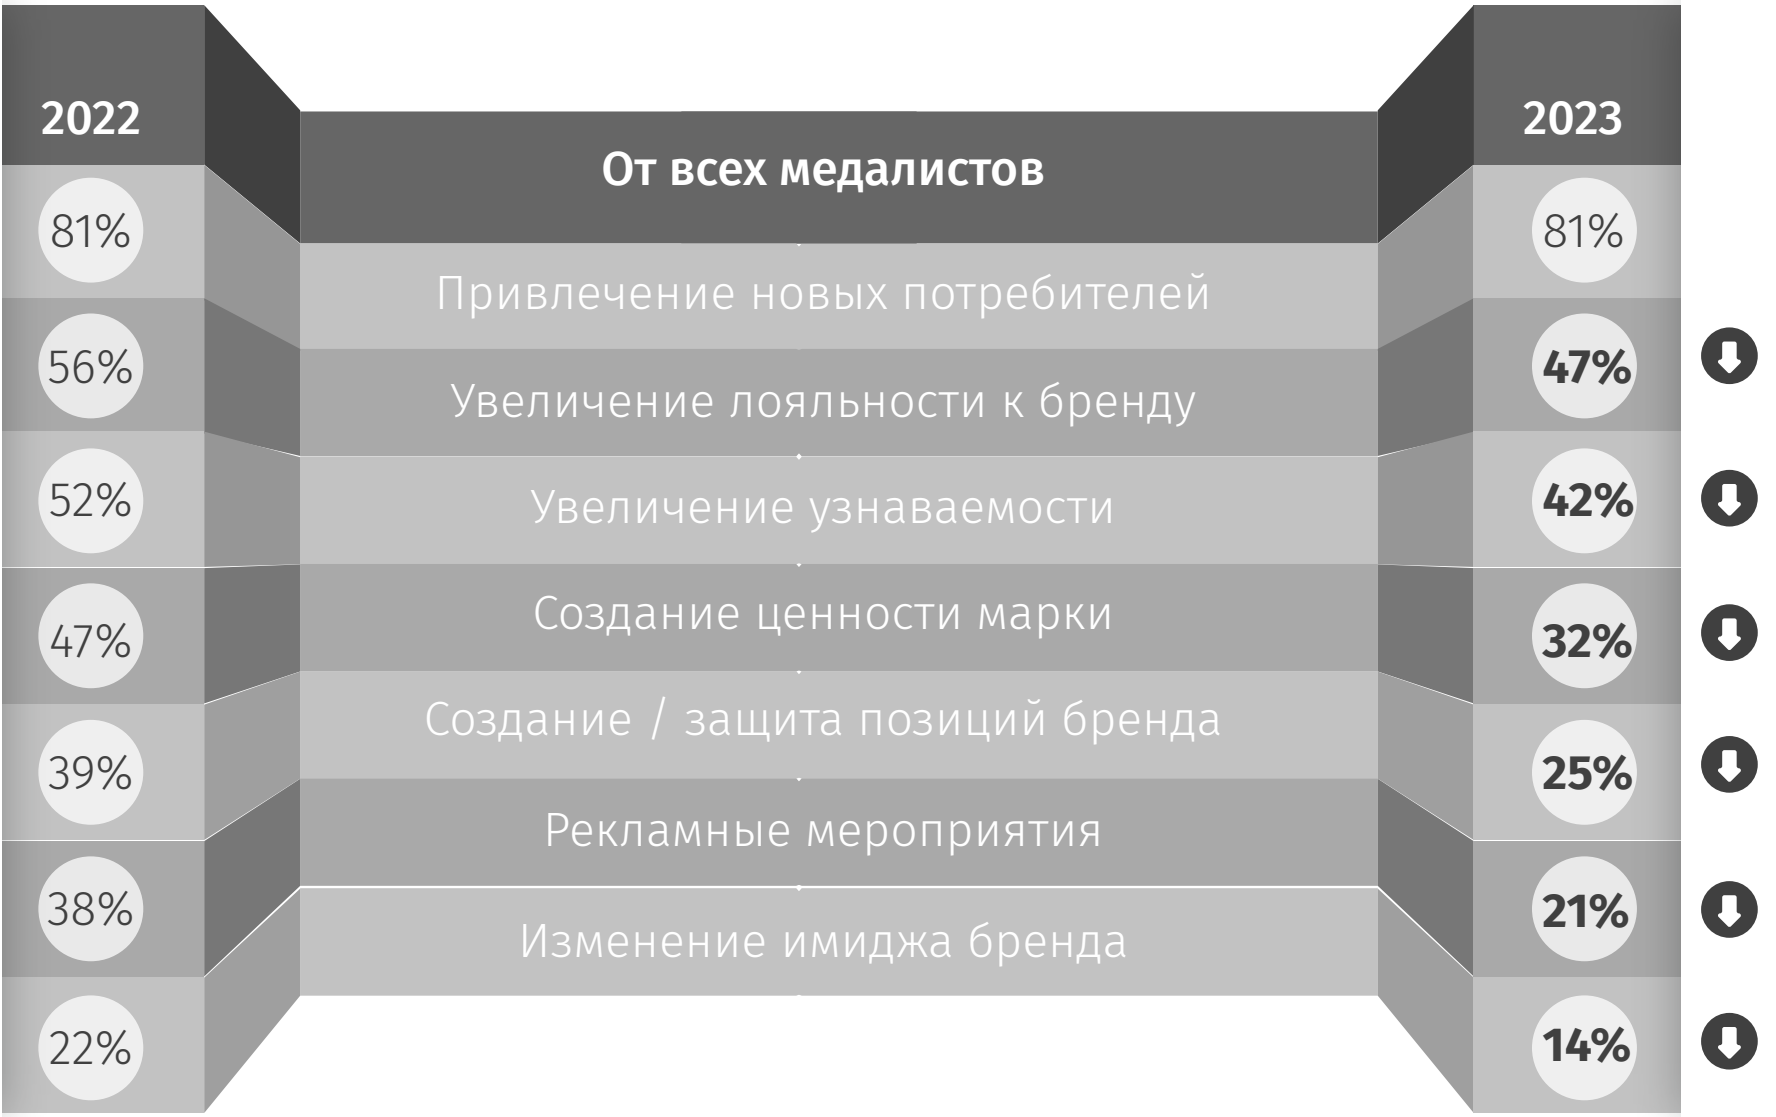 2022 От всех медалистов 2023
81% Привлечение новых потребителей 81%
56% Увеличение лояльности к бренду 47%
52% Увеличение узнаваемости 42%
47% Создание ценности марки 32%
39% Создание / защита позиций бренда 25%
38% Рекламные мероприятия 21%
22% Изменение имиджа бренда 14%